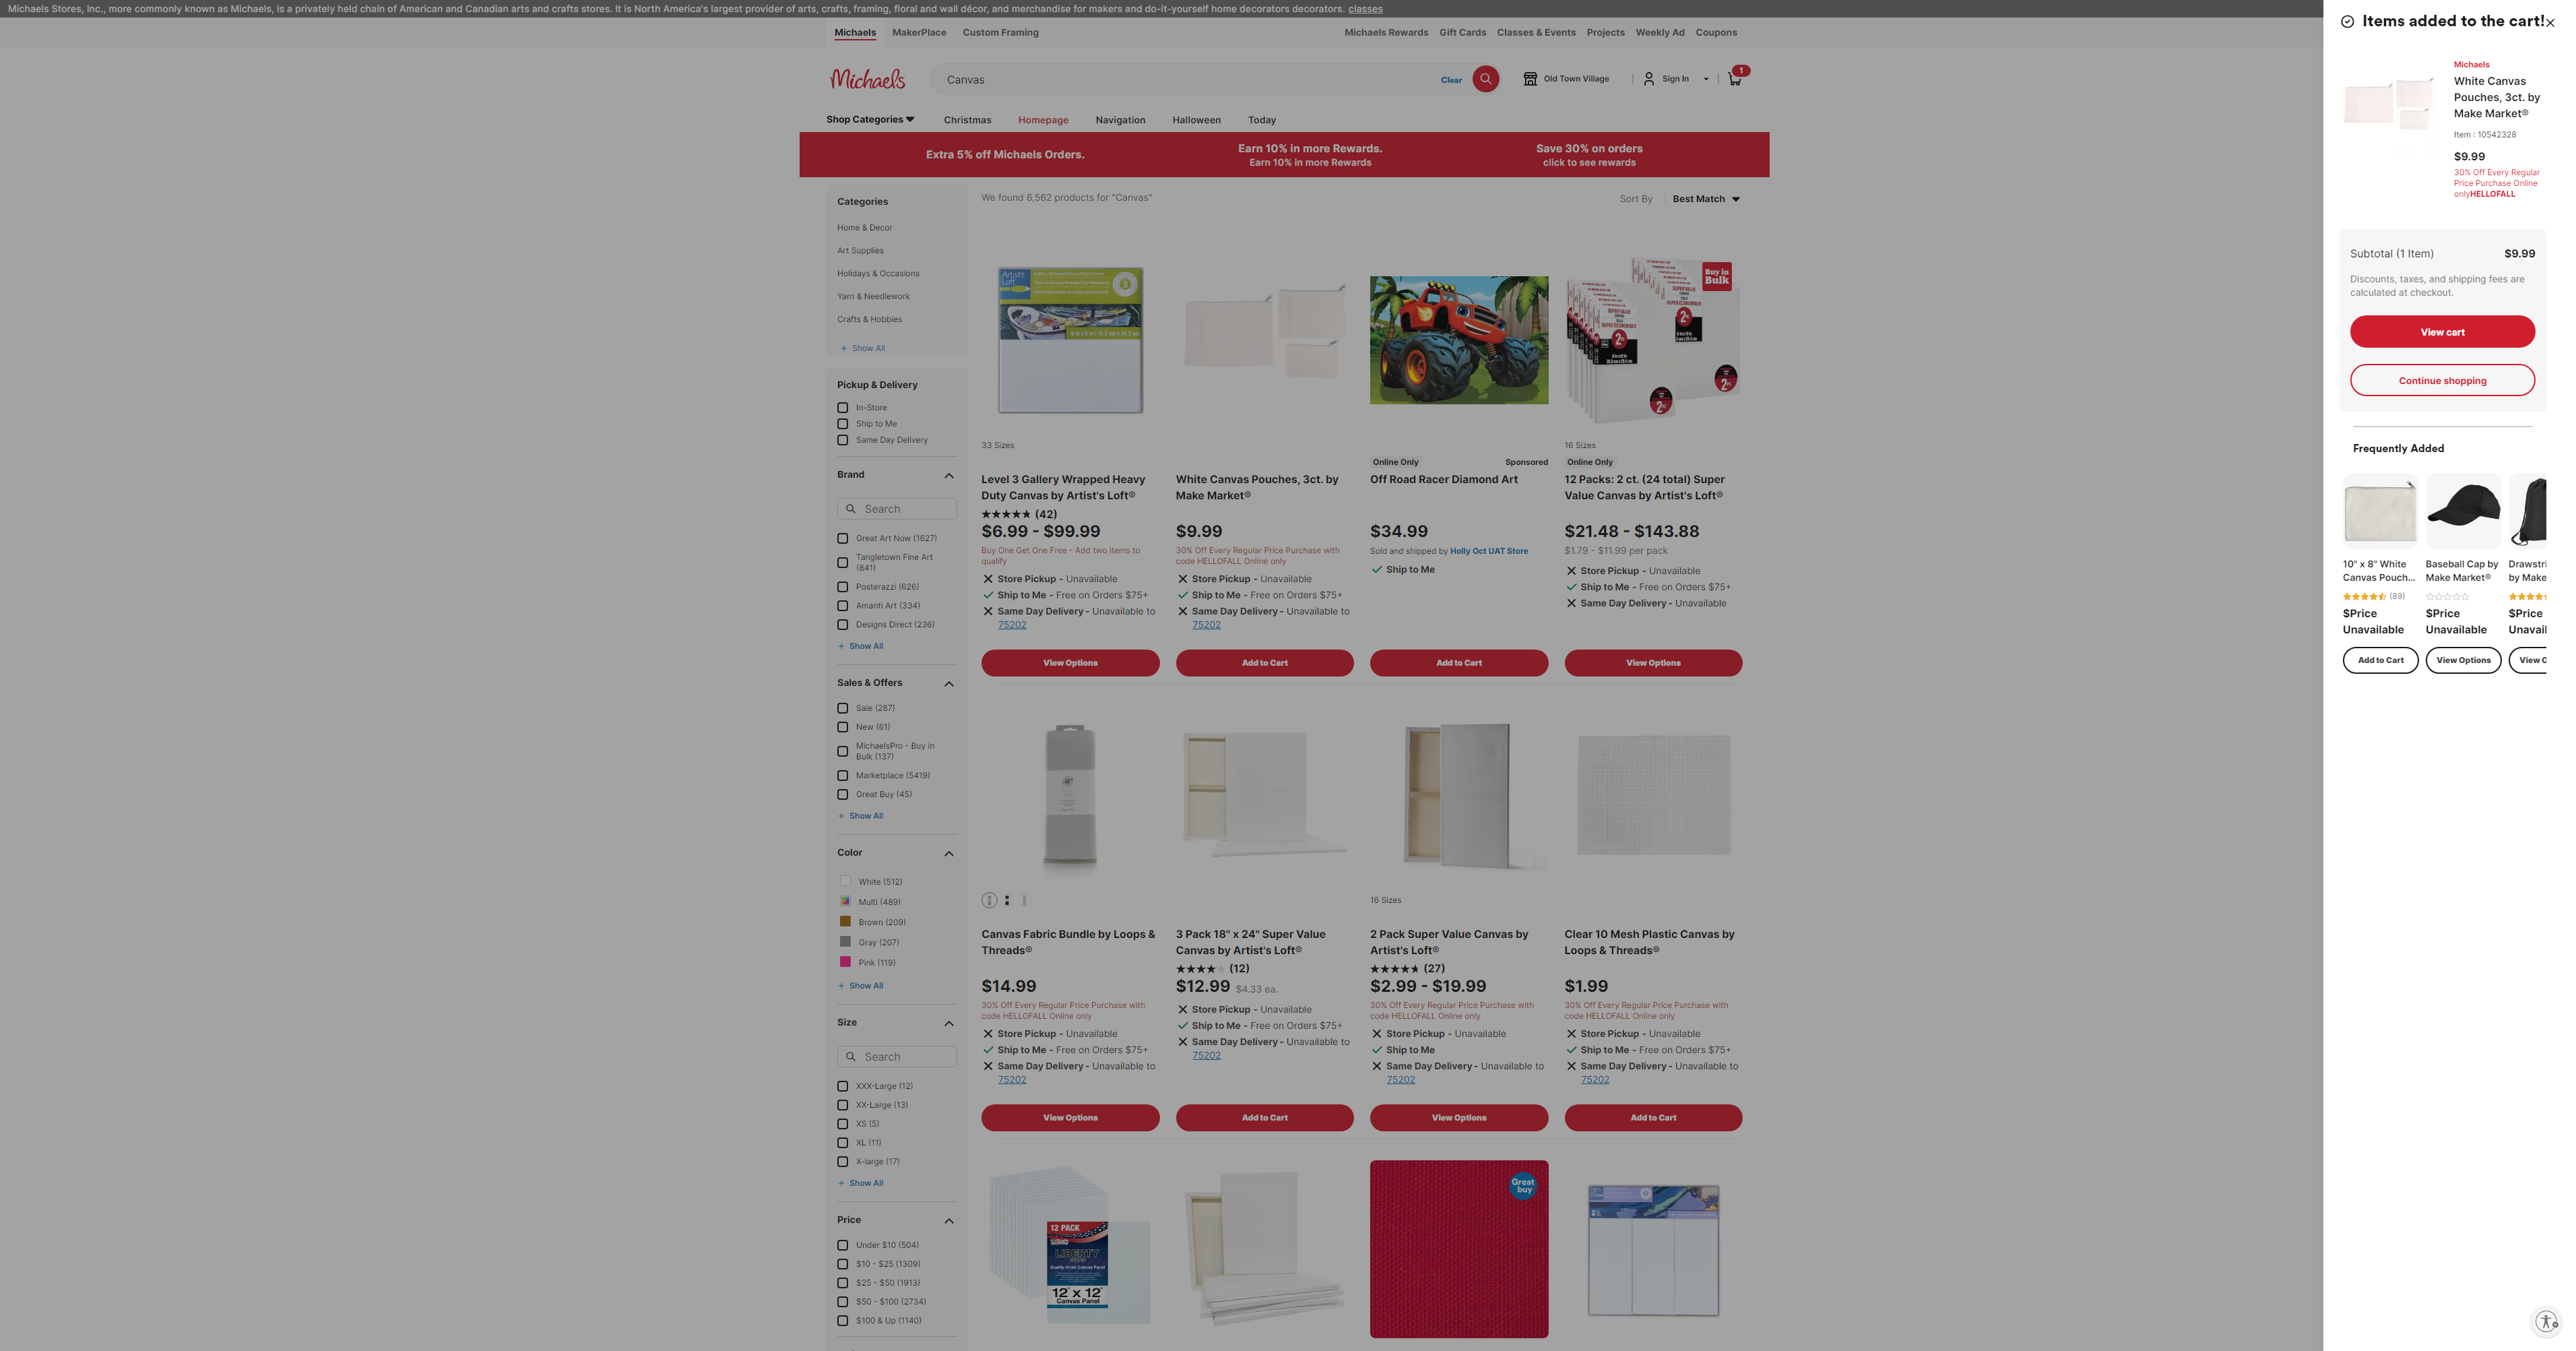 Michaels Stores, Inc., more commonly known as Michaels, is a privately held chain of American and Canadian arts and crafts stores. It is North America's largest provider of arts, crafts, framing, floral and wall décor, and merchandise for makers and do-it-yourself home decorators decorators. classes
Michaels MakerPlace Custom Framing
Michaels Rewards Gift Cards Classes & Events Projects Weekly Ad Coupons
Michaels
Canvas
Clear
Old Town Village
Sign In
1
Shop Categories Christmas Homepage Navigation Halloween Today
Extra 5% off Michaels Orders.
Earn 10% in more Rewards.
Earn 10% in more Rewards
Save 30% on orders
click to see rewards
Categories
Home & Decor
Art Supplies
Holidays & Occasions
Yarn & Needlework
Crafts & Hobbies
+ Show All
Pickup & Delivery
In-Store
Ship to Me
Same Day Delivery
Brand
Search
Great Art Now (1627)
Tangletown Fine Art
(841)
Posterazzi (626)
Amanti Art (334)
Designs Direct (236)
+ Show All
Sales & Offers
Sale (287)
New (61)
MichaelsPro - Buy in
Bulk (137)
Marketplace (5419)
Great Buy (45)
+ Show All
Color
White (512)
Multi (489)
Brown (209)
Gray (207)
Pink (119)
+ Show All
Size
Search
XXX-Large (12)
XX-Large (13)
XS (5)
XL (11)
X-large (17)
+ Show All
Price
Under $10 (504)
$10 - $25 (1309)
$25 - $50 (1913)
$50 - $100 (2734)
$100 & Up (1140)
We found 6,562 products for "Canvas"
Sort By Best Match
Artist's
Loft
3
33 Sizes
Level 3 Gallery Wrapped Heavy
Duty Canvas by Artist's Loft®
(42)
$6.99 - $99.99
Buy One Get One Free - Add two items to
qualify
Store Pickup - Unavailable
Ship to Me - Free on Orders $75+
Same Day Delivery - Unavailable to
75202
View Options
White Canvas Pouches, 3ct. by
Make Market®
$9.99
30% Off Every Regular Price Purchase with
code HELLOFALL Online only
Store Pickup - Unavailable
Ship to Me - Free on Orders $75+
Same Day Delivery - Unavailable to
75202
Add to Cart
Online Only
Sponsored
Off Road Racer Diamond Art
$34.99
Sold and shipped by Holly Oct UAT Store
Ship to Me
Add to Cart
Buy in
Bulk
2
2
2
2
16 Sizes
Online Only
12 Packs: 2 ct. (24 total) Super
Value Canvas by Artist's Loft®
$21.48 - $143.88
$1.79 - $11.99 per pack
Store Pickup - Unavailable
Ship to Me - Free on Orders $75+
Same Day Delivery - Unavailable
View Options
Canvas Fabric Bundle by Loops &
Threads®
$14.99
30% Off Every Regular Price Purchase with
code HELLOFALL Online only
Store Pickup - Unavailable
Ship to Me - Free on Orders $75+
Same Day Delivery - Unavailable to
75202
View Options
3 Pack 18" x 24" Super Value
Canvas by Artist's Loft®
(12)
$12.99 $4.33 ea.
Store Pickup - Unavailable
Ship to Me - Free on Orders $75+
Same Day Delivery - Unavailable to
75202
Add to Cart
16 Sizes
2 Pack Super Value Canvas by
Artist's Loft®
(27)
$2.99 - $19.99
30% Off Every Regular Price Purchase with
code HELLOFALL Online only
Store Pickup - Unavailable
Ship to Me
Same Day Delivery - Unavailable to
75202
View Options
Clear 10 Mesh Plastic Canvas by
Loops & Threads®
$1.99
30% Off Every Regular Price Purchase with
code HELLOFALL Online only
Store Pickup - Unavailable
Ship to Me - Free on Orders $75+
Same Day Delivery - Unavailable to
75202
Add to Cart
12 PACK
LIBERTY
Quality Artist Canvas Panel
12" x 12"
Canvas Panel
Great
buy
Items added to the cart!
Michaels
White Canvas
Pouches, 3ct. by
Make Market®
Item : 10542328
$9.99
30% Off Every Regular
Price Purchase Online
onlyHELLOFALL
Subtotal (1 Item) $9.99
Discounts, taxes, and shipping fees are
calculated at checkout.
View cart
Continue shopping
Frequently Added
10" x 8" White
Canvas Pouch...
(89)
$Price
Unavailable
Add to Cart
Baseball Cap by
Make Market®
$Price
Unavailable
View Options
Drawstri
by Make
$Price
Unavail
View O